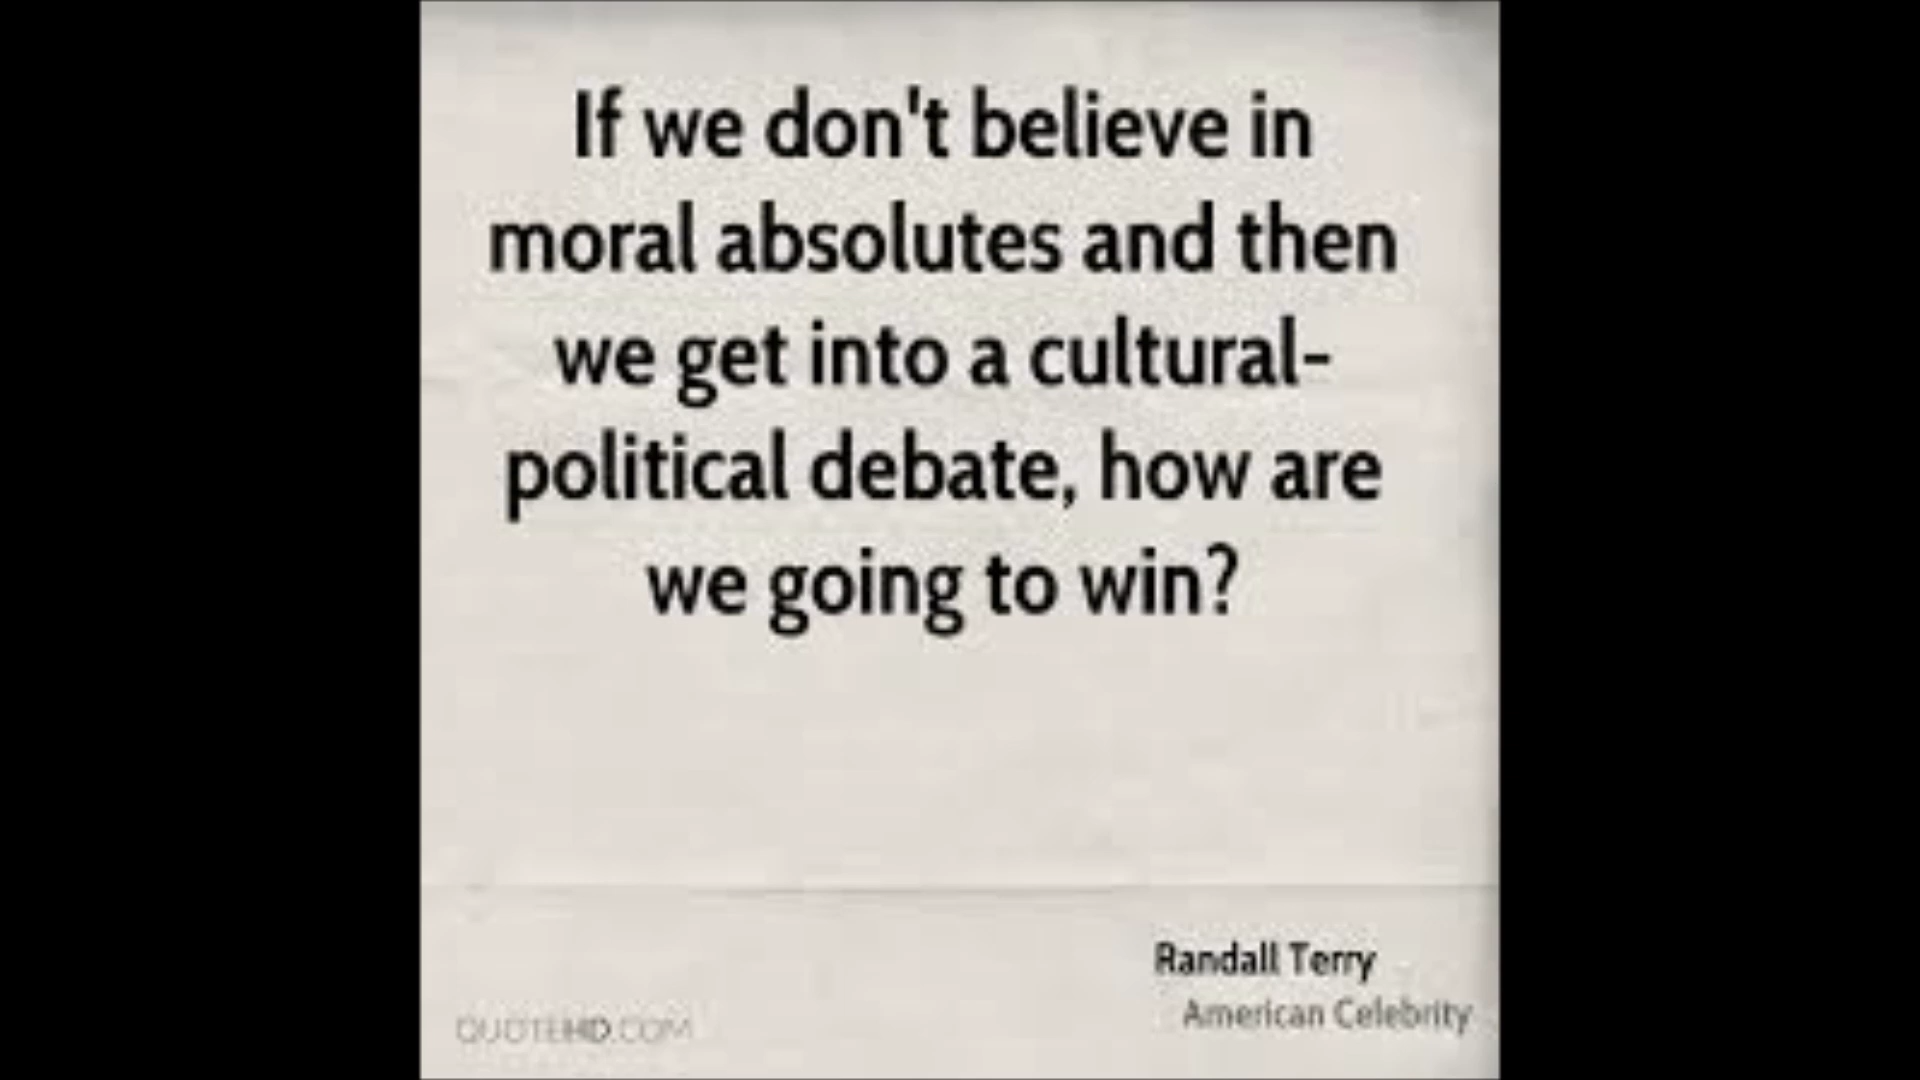 If we don't believe in
moral absolutes and then
we get into a cultural-
political debate, how are
we going to win?
Randall Terry
American Celebrity
QUOTEHD.COM